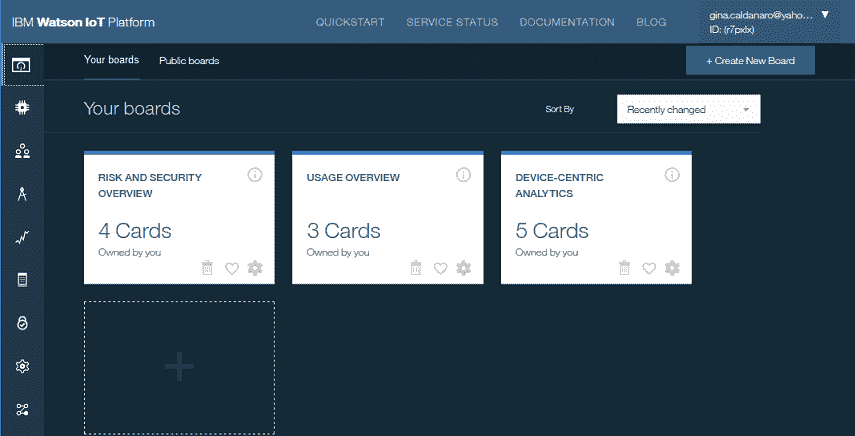 IBM Watson IoT Platform
QUICKSTART
SERVICE STATUS
DOCUMENTATION
BLOG
gina.caldanaro@yaho...
ID: (r7pxlx)
Your boards
Public boards
+ Create New Board
Your boards
Sort By
Recently changed
RISK AND SECURITY
OVERVIEW
4 Cards
Owned by you
USAGE OVERVIEW
3 Cards
Owned by you
DEVICE-CENTRIC
ANALYTICS
5 Cards
Owned by you